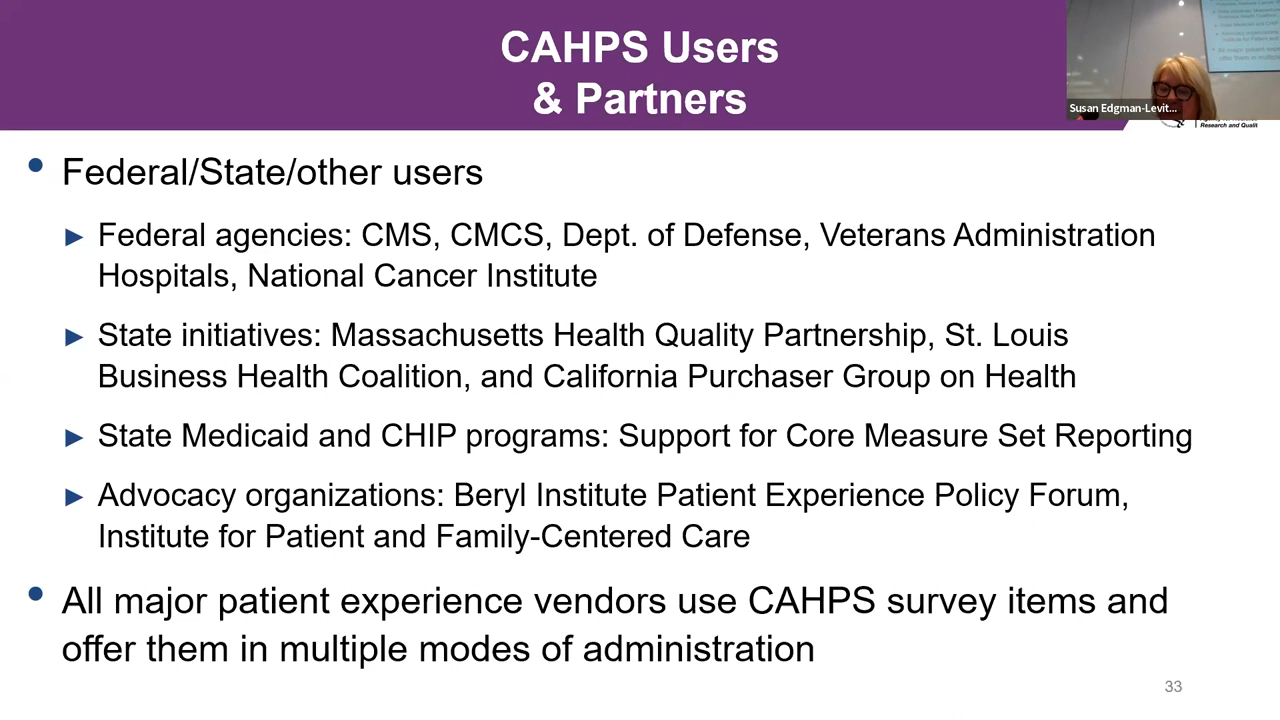 CAHPS Users
& Partners
Susan Edgman-Levit...
Research and Quali
• Federal/State/other users
► Federal agencies: CMS, CMCS, Dept. of Defense, Veterans Administration
Hospitals, National Cancer Institute
► State initiatives: Massachusetts Health Quality Partnership, St. Louis
Business Health Coalition, and California Purchaser Group on Health
► State Medicaid and CHIP programs: Support for Core Measure Set Reporting
► Advocacy organizations: Beryl Institute Patient Experience Policy Forum,
Institute for Patient and Family-Centered Care
• All major patient experience vendors use CAHPS survey items and
offer them in multiple modes of administration
33